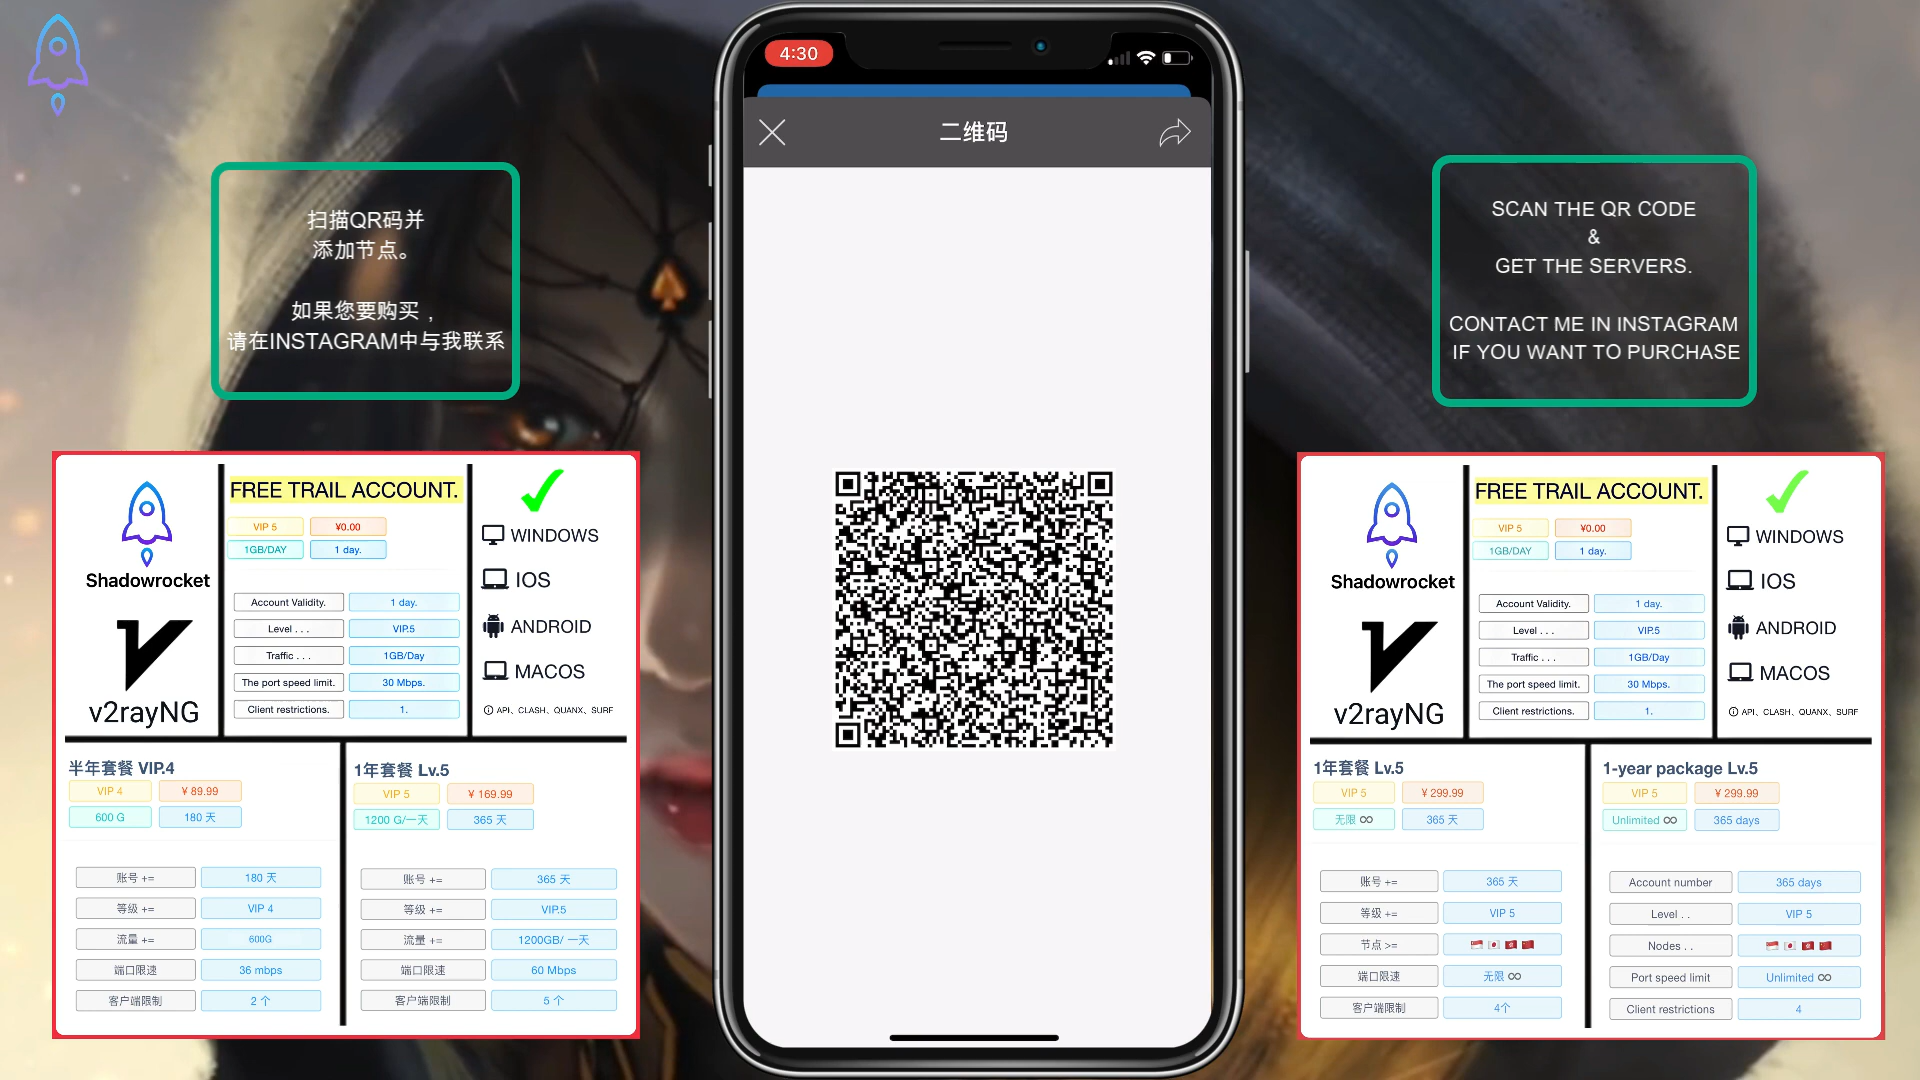 4:30
二维码
扫描QR码并
添加节点。
如果您要购买，
请在INSTAGRAM中与我联系
SCAN THE QR CODE
&
GET THE SERVERS.
CONTACT ME IN INSTAGRAM
IF YOU WANT TO PURCHASE
Shadowrocket
v2rayNG
FREE TRAIL ACCOUNT.
VIP 5 ¥0.00
1GB/DAY 1 day.
Account Validity. 1 day.
Level . . . VIP.5
Traffic . . . 1GB/Day
The port speed limit. 30 Mbps.
Client restrictions. 1.
WINDOWS
IOS
ANDROID
MACOS
API、CLASH、QUANX、SURF
半年套餐 VIP.4
VIP 4 ¥ 89.99
600 G 180 天
账号 += 180 天
等级 += VIP 4
流量 += 600G
端口限速 36 mbps
客户端限制 2 个
1年套餐 Lv.5
VIP 5 ¥ 169.99
1200 G/一天 365 天
账号 += 365 天
等级 += VIP.5
流量 += 1200GB/ 一天
端口限速 60 Mbps
客户端限制 5 个
Shadowrocket
v2rayNG
FREE TRAIL ACCOUNT.
VIP 5 ¥0.00
1GB/DAY 1 day.
Account Validity. 1 day.
Level . . . VIP.5
Traffic . . . 1GB/Day
The port speed limit. 30 Mbps.
Client restrictions. 1.
WINDOWS
IOS
ANDROID
MACOS
API、CLASH、QUANX、SURF
1年套餐 Lv.5
VIP 5 ¥ 299.99
无限 ∞ 365 天
账号 += 365 天
等级 += VIP 5
节点 >=
端口限速 无限 ∞
客户端限制 4个
1-year package Lv.5
VIP 5 ¥ 299.99
Unlimited ∞ 365 days
Account number 365 days
Level . . VIP 5
Nodes . .
Port speed limit Unlimited ∞
Client restrictions 4